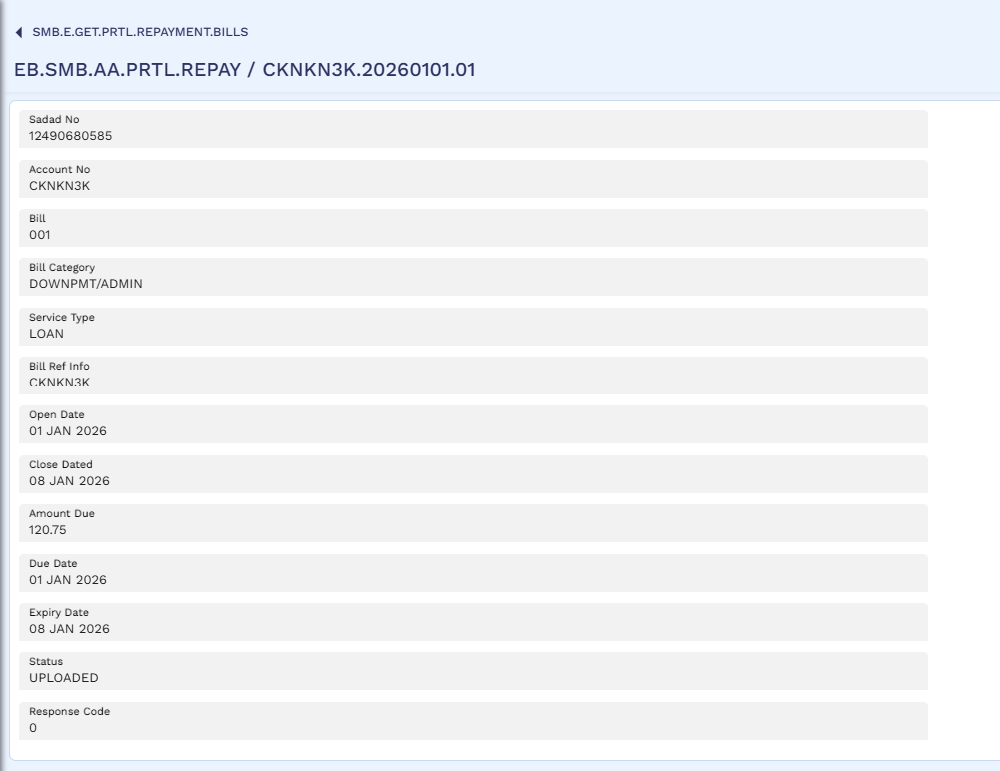 SMB.E.GET.PRTL.REPAYMENT.BILLS
EB.SMB.AA.PRTL.REPAY / CKNKN3K.20260101.01
Sadad No
12490680585
Account No
CKNKN3K
Bill
001
Bill Category
DOWNPMT/ADMIN
Service Type
LOAN
Bill Ref Info
CKNKN3K
Open Date
01 JAN 2026
Close Dated
08 JAN 2026
Amount Due
120.75
Due Date
01 JAN 2026
Expiry Date
08 JAN 2026
Status
UPLOADED
Response Code
0